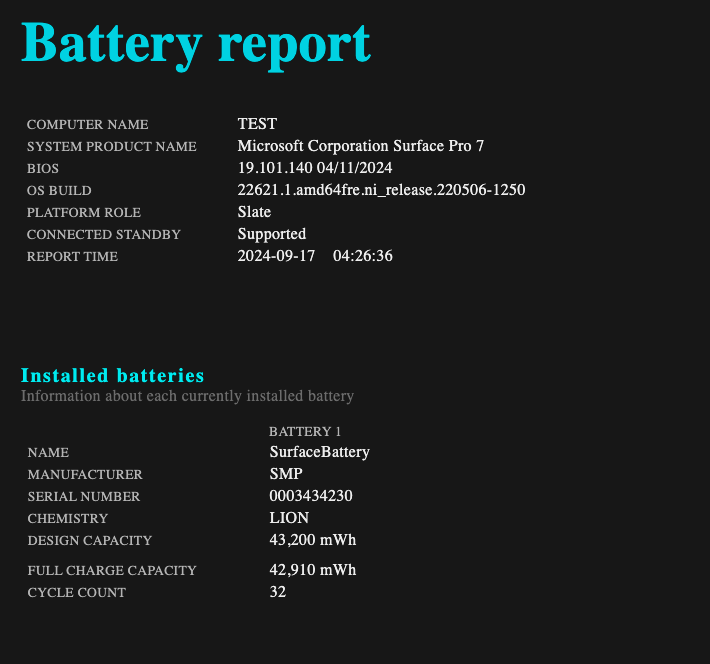 Battery report
COMPUTER NAME TEST
SYSTEM PRODUCT NAME Microsoft Corporation Surface Pro 7
BIOS 19.101.140 04/11/2024
OS BUILD 22621.1.amd64fre.ni_release.220506-1250
PLATFORM ROLE Slate
CONNECTED STANDBY Supported
REPORT TIME 2024-09-17 04:26:36
Installed batteries
Information about each currently installed battery
BATTERY 1
NAME SurfaceBattery
MANUFACTURER SMP
SERIAL NUMBER 0003434230
CHEMISTRY LION
DESIGN CAPACITY 43,200 mWh
FULL CHARGE CAPACITY 42,910 mWh
CYCLE COUNT 32